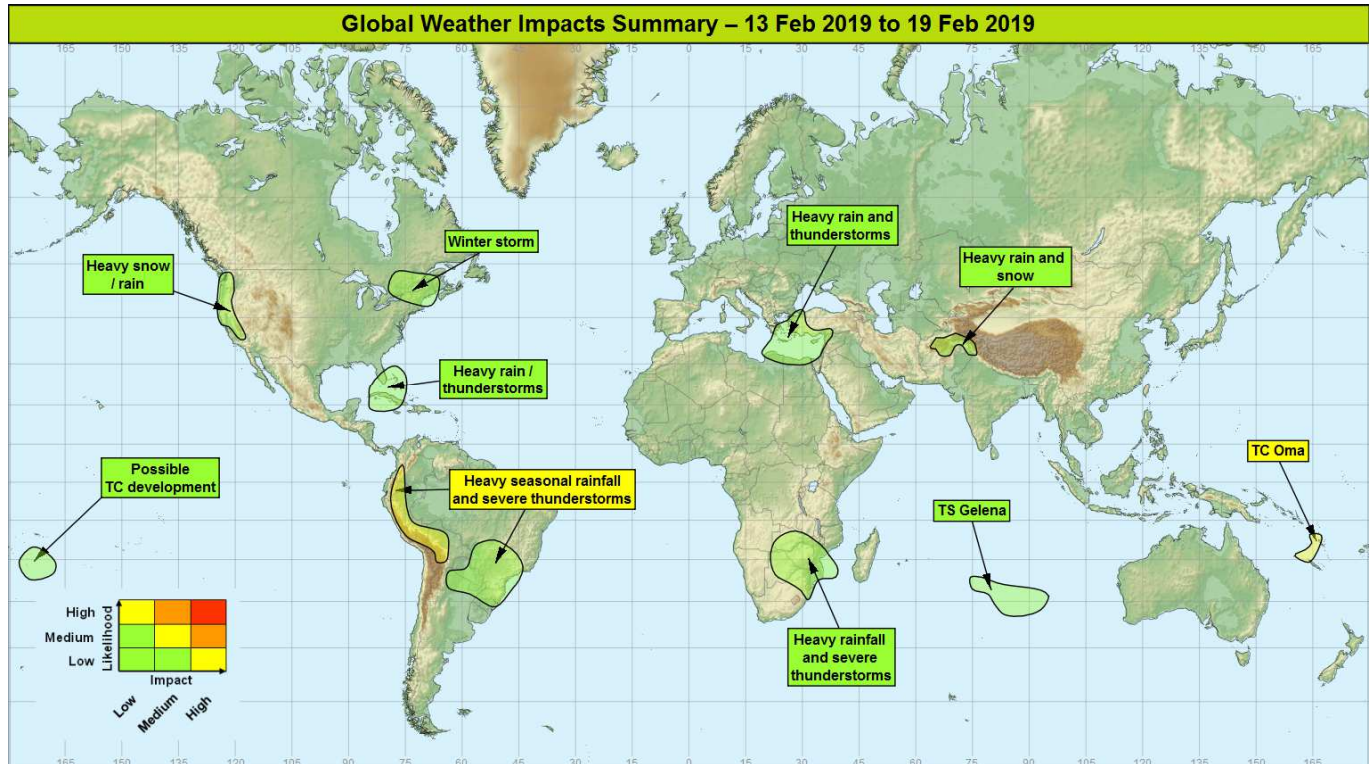 Global Weather Impacts Summary – 13 Feb 2019 to 19 Feb 2019
165 135 120 105 90 75 60 45 30 15 0 15 30 45 60 75 90 105 120 135 150 165
Heavy rain and
thunderstorms
Winter storm
Heavy rain and
snow
Heavy snow
/ rain
Heavy rain /
thunderstorms
TC Oma
Possible
TC development
Heavy seasonal rainfall
and severe thunderstorms
TS Gelena
High
Medium
Low
Likelihood
Impact
Low
Medium
High
Heavy rainfall
and severe
thunderstorms
165 135 120 105 90 75 60 45 30 15 0 15 30 45 60 75 90 105 120 135 150 165